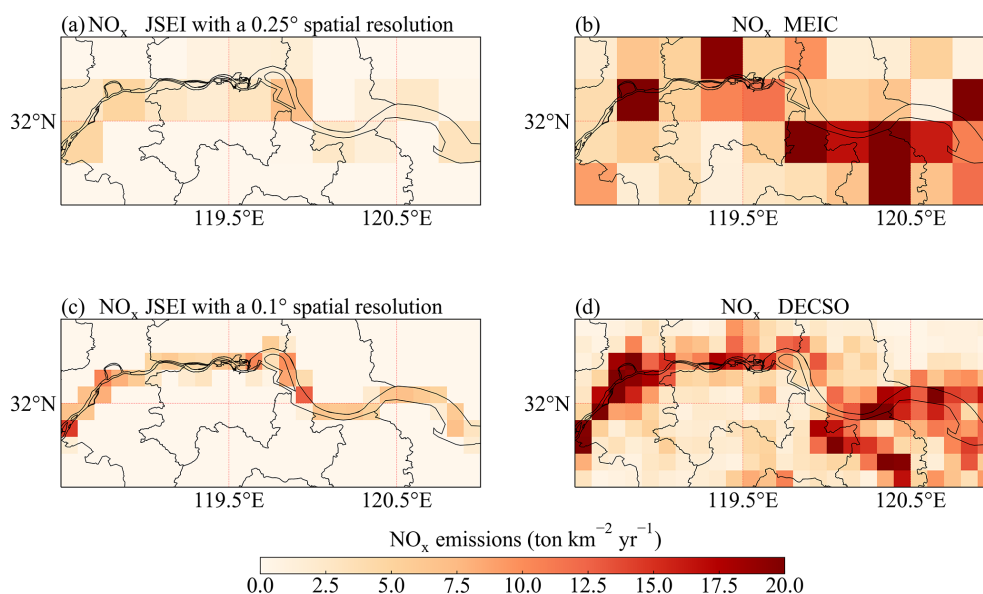 (a) NOₓ JSEI with a 0.25° spatial resolution
(b) NOₓ MEIC
32°N
119.5°E 120.5°E
119.5°E 120.5°E
(c) NOₓ JSEI with a 0.1° spatial resolution
(d) NOₓ DECSO
32°N
119.5°E 120.5°E
119.5°E 120.5°E
NOₓ emissions (ton km⁻² yr⁻¹)
0.0 2.5 5.0 7.5 10.0 12.5 15.0 17.5 20.0